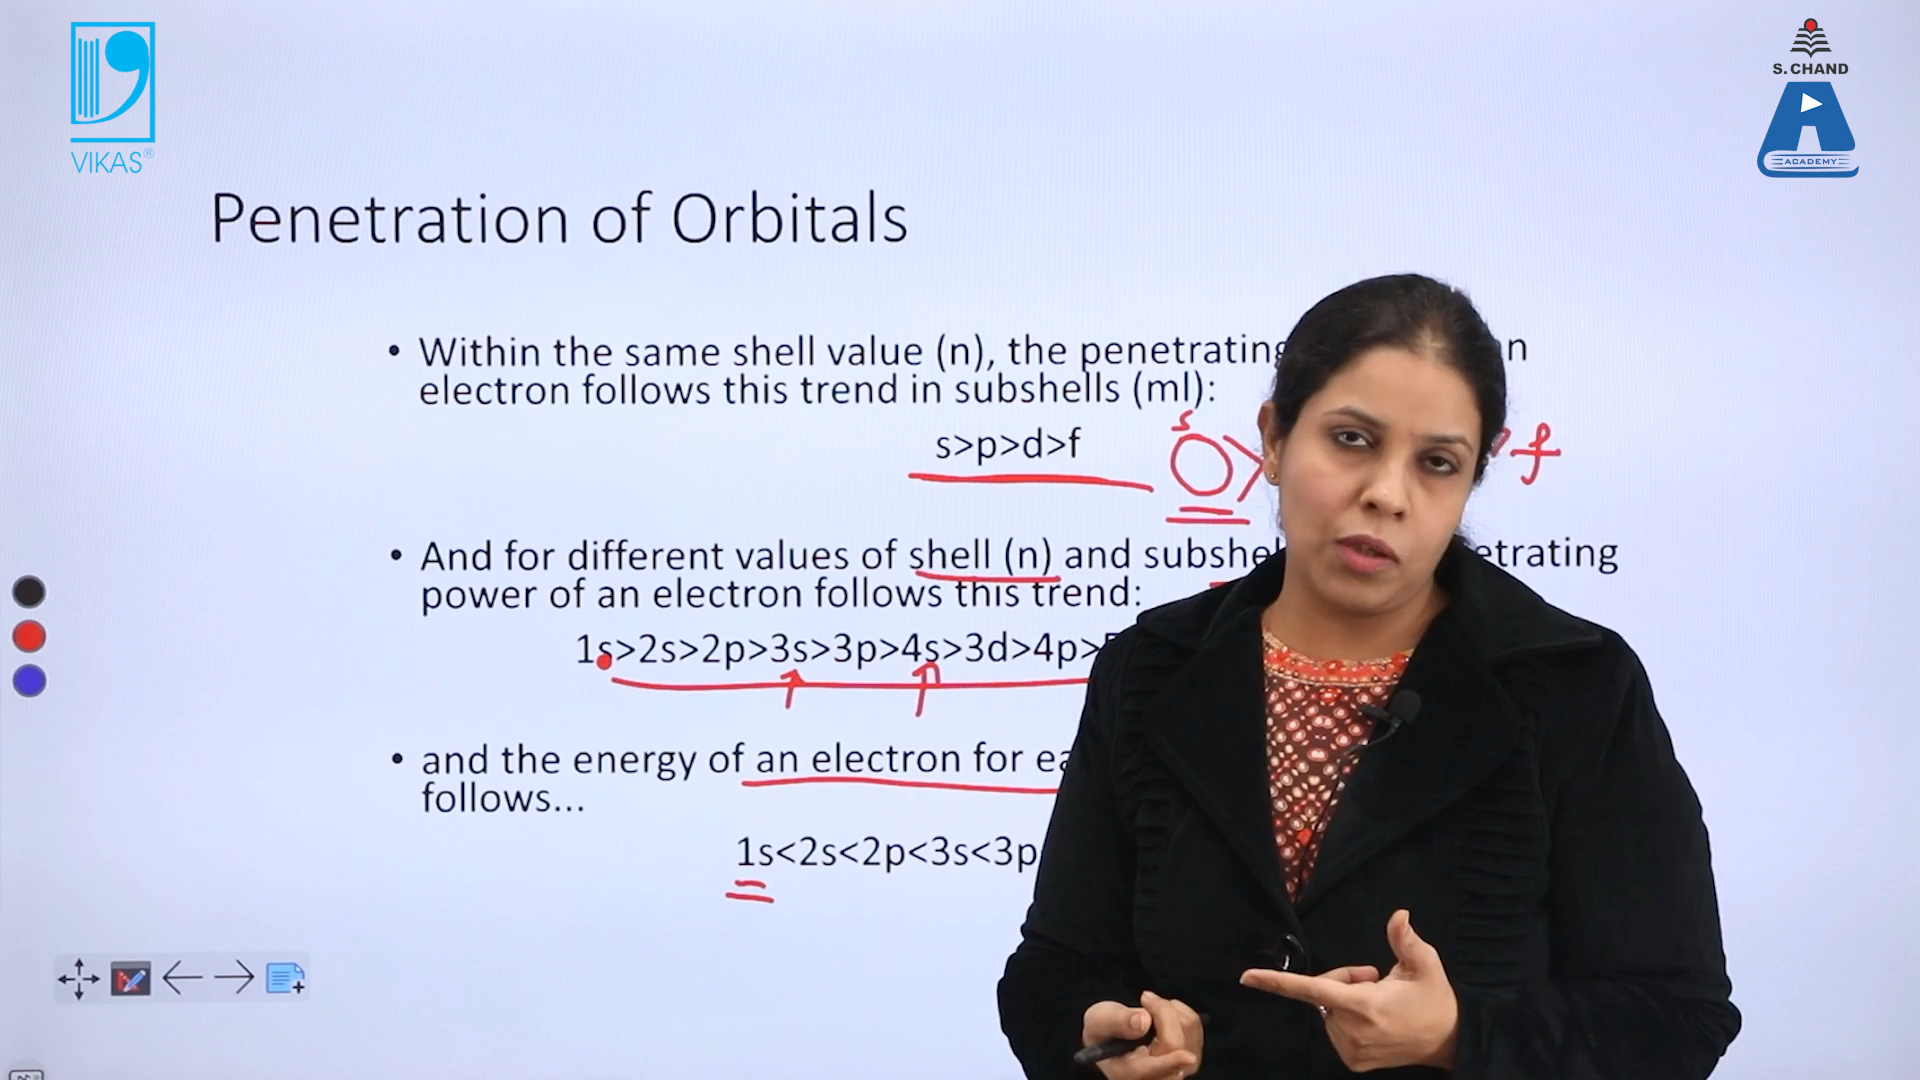 VIKAS®
S. CHAND
ACADEMY
Penetration of Orbitals
• Within the same shell value (n), the penetrating n
electron follows this trend in subshells (ml):
s
s>p>d>f
f
• And for different values of shell (n) and subshel etrating
power of an electron follows this trend:
1s>2s>2p>3s>3p>4s>3d>4p>
• and the energy of an electron for ea
follows...
1s<2s<2p<3s<3p